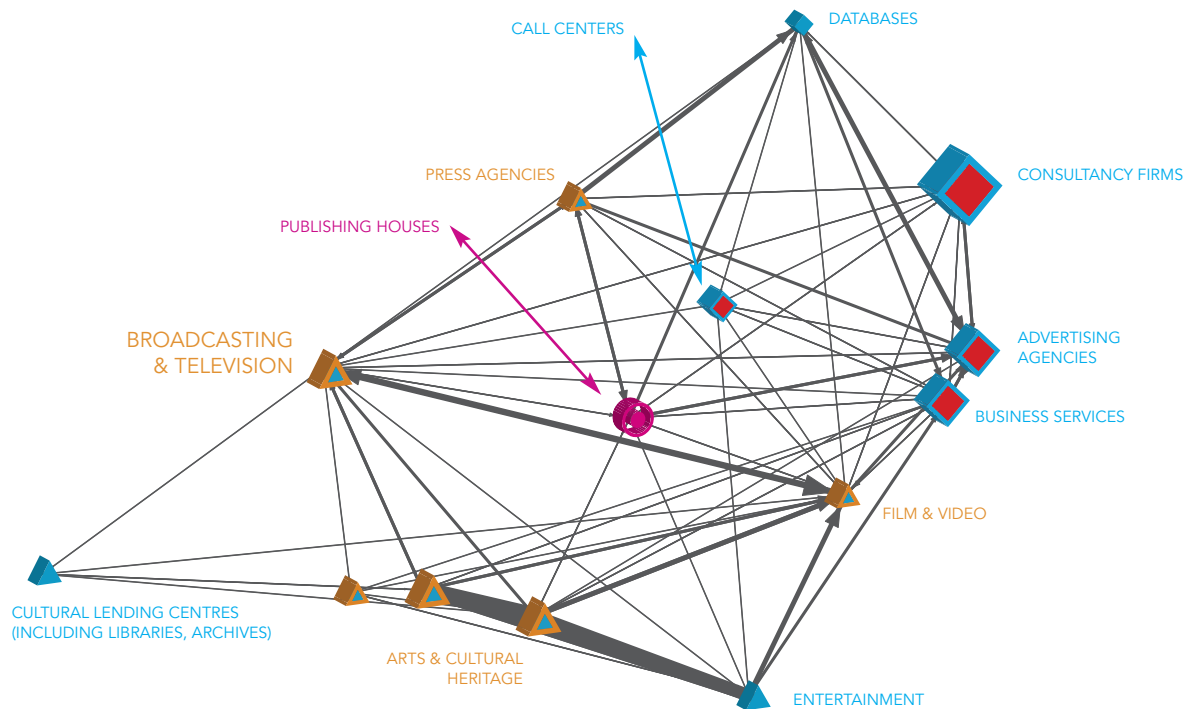 DATABASES
CALL CENTERS
PRESS AGENCIES
CONSULTANCY FIRMS
PUBLISHING HOUSES
BROADCASTING
& TELEVISION
ADVERTISING
AGENCIES
BUSINESS SERVICES
FILM & VIDEO
CULTURAL LENDING CENTRES
(INCLUDING LIBRARIES, ARCHIVES)
ARTS & CULTURAL
HERITAGE
ENTERTAINMENT